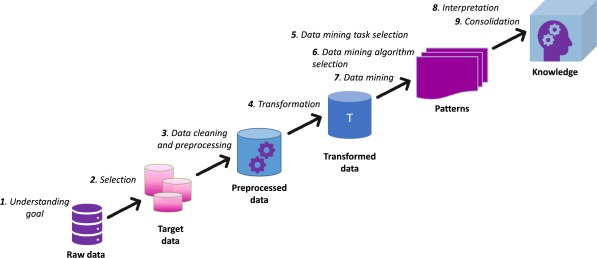 8. Interpretation
9. Consolidation
5. Data mining task selection
6. Data mining algorithm
selection
7. Data mining
Knowledge
4. Transformation
Patterns
T
3. Data cleaning
and preprocessing
Transformed
data
2. Selection
Preprocessed
data
1. Understanding
goal
Target
data
Raw data